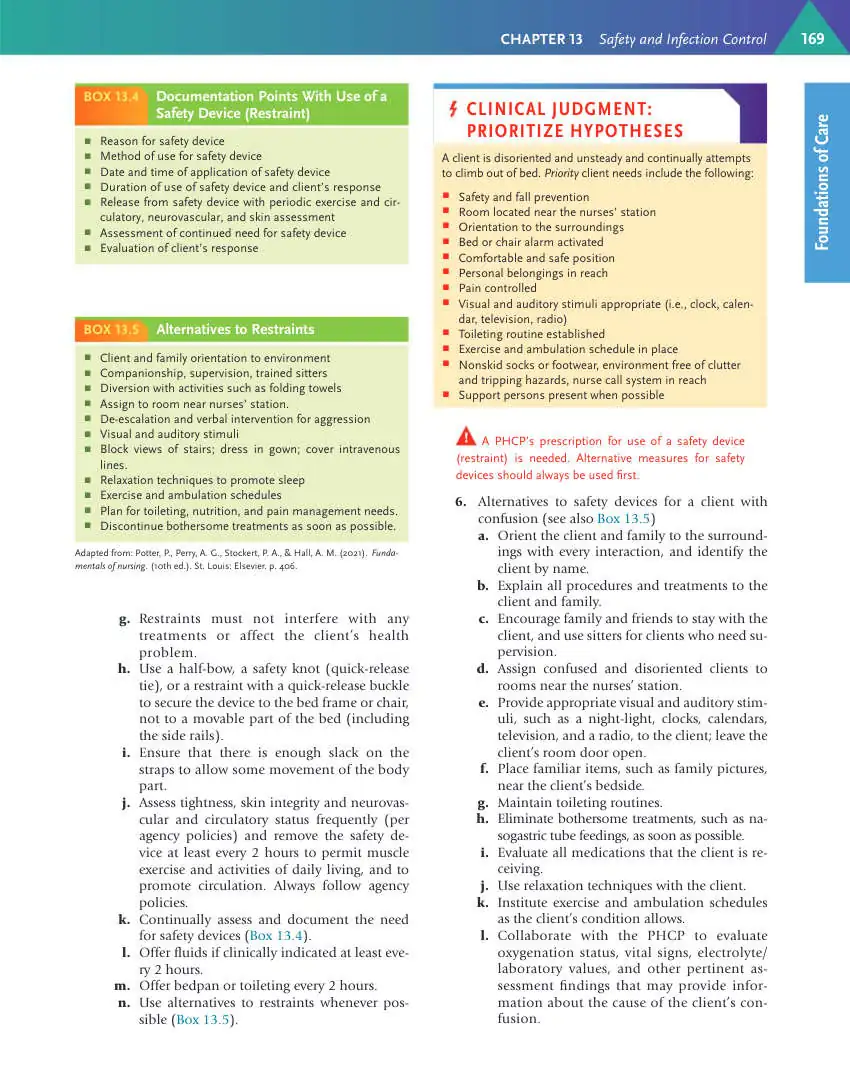 CHAPTER 13 Safety and Infection Control 169
Foundations of Care
BOX 13.4 Documentation Points With Use of a
Safety Device (Restraint)
■ Reason for safety device
■ Method of use for safety device
■ Date and time of application of safety device
■ Duration of use of safety device and client's response
■ Release from safety device with periodic exercise and cir-
culatory, neurovascular, and skin assessment
■ Assessment of continued need for safety device
■ Evaluation of client's response
BOX 13.5 Alternatives to Restraints
■ Client and family orientation to environment
■ Companionship, supervision, trained sitters
■ Diversion with activities such as folding towels
■ Assign to room near nurses' station.
■ De-escalation and verbal intervention for aggression
■ Visual and auditory stimuli
■ Block views of stairs; dress in gown; cover intravenous
lines.
■ Relaxation techniques to promote sleep
■ Exercise and ambulation schedules
■ Plan for toileting, nutrition, and pain management needs.
■ Discontinue bothersome treatments as soon as possible.
Adapted from: Potter, P., Perry, A. G., Stockert, P. A., & Hall, A. M. (2021). Funda-
mentals of nursing. (10th ed.). St. Louis: Elsevier. p. 406.
g. Restraints must not interfere with any
treatments or affect the client's health
problem.
h. Use a half-bow, a safety knot (quick-release
tie), or a restraint with a quick-release buckle
to secure the device to the bed frame or chair,
not to a movable part of the bed (including
the side rails).
i. Ensure that there is enough slack on the
straps to allow some movement of the body
part.
j. Assess tightness, skin integrity and neurovas-
cular and circulatory status frequently (per
agency policies) and remove the safety de-
vice at least every 2 hours to permit muscle
exercise and activities of daily living, and to
promote circulation. Always follow agency
policies.
k. Continually assess and document the need
for safety devices (Box 13.4).
l. Offer fluids if clinically indicated at least eve-
ry 2 hours.
m. Offer bedpan or toileting every 2 hours.
n. Use alternatives to restraints whenever pos-
sible (Box 13.5).
CLINICAL JUDGMENT:
PRIORITIZE HYPOTHESES
A client is disoriented and unsteady and continually attempts
to climb out of bed. Priority client needs include the following:
■ Safety and fall prevention
■ Room located near the nurses' station
■ Orientation to the surroundings
■ Bed or chair alarm activated
■ Comfortable and safe position
■ Personal belongings in reach
■ Pain controlled
■ Visual and auditory stimuli appropriate (i.e., clock, calen-
dar, television, radio)
■ Toileting routine established
■ Exercise and ambulation schedule in place
■ Nonskid socks or footwear, environment free of clutter
and tripping hazards, nurse call system in reach
■ Support persons present when possible
A PHCP's prescription for use of a safety device
(restraint) is needed. Alternative measures for safety
devices should always be used first.
6. Alternatives to safety devices for a client with
confusion (see also Box 13.5)
a. Orient the client and family to the surround-
ings with every interaction, and identify the
client by name.
b. Explain all procedures and treatments to the
client and family.
c. Encourage family and friends to stay with the
client, and use sitters for clients who need su-
pervision.
d. Assign confused and disoriented clients to
rooms near the nurses' station.
e. Provide appropriate visual and auditory stim-
uli, such as a night-light, clocks, calendars,
television, and a radio, to the client; leave the
client's room door open.
f. Place familiar items, such as family pictures,
near the client's bedside.
g. Maintain toileting routines.
h. Eliminate bothersome treatments, such as na-
sogastric tube feedings, as soon as possible.
i. Evaluate all medications that the client is re-
ceiving.
j. Use relaxation techniques with the client.
k. Institute exercise and ambulation schedules
as the client's condition allows.
l. Collaborate with the PHCP to evaluate
oxygenation status, vital signs, electrolyte/
laboratory values, and other pertinent as-
sessment findings that may provide infor-
mation about the cause of the client's con-
fusion.